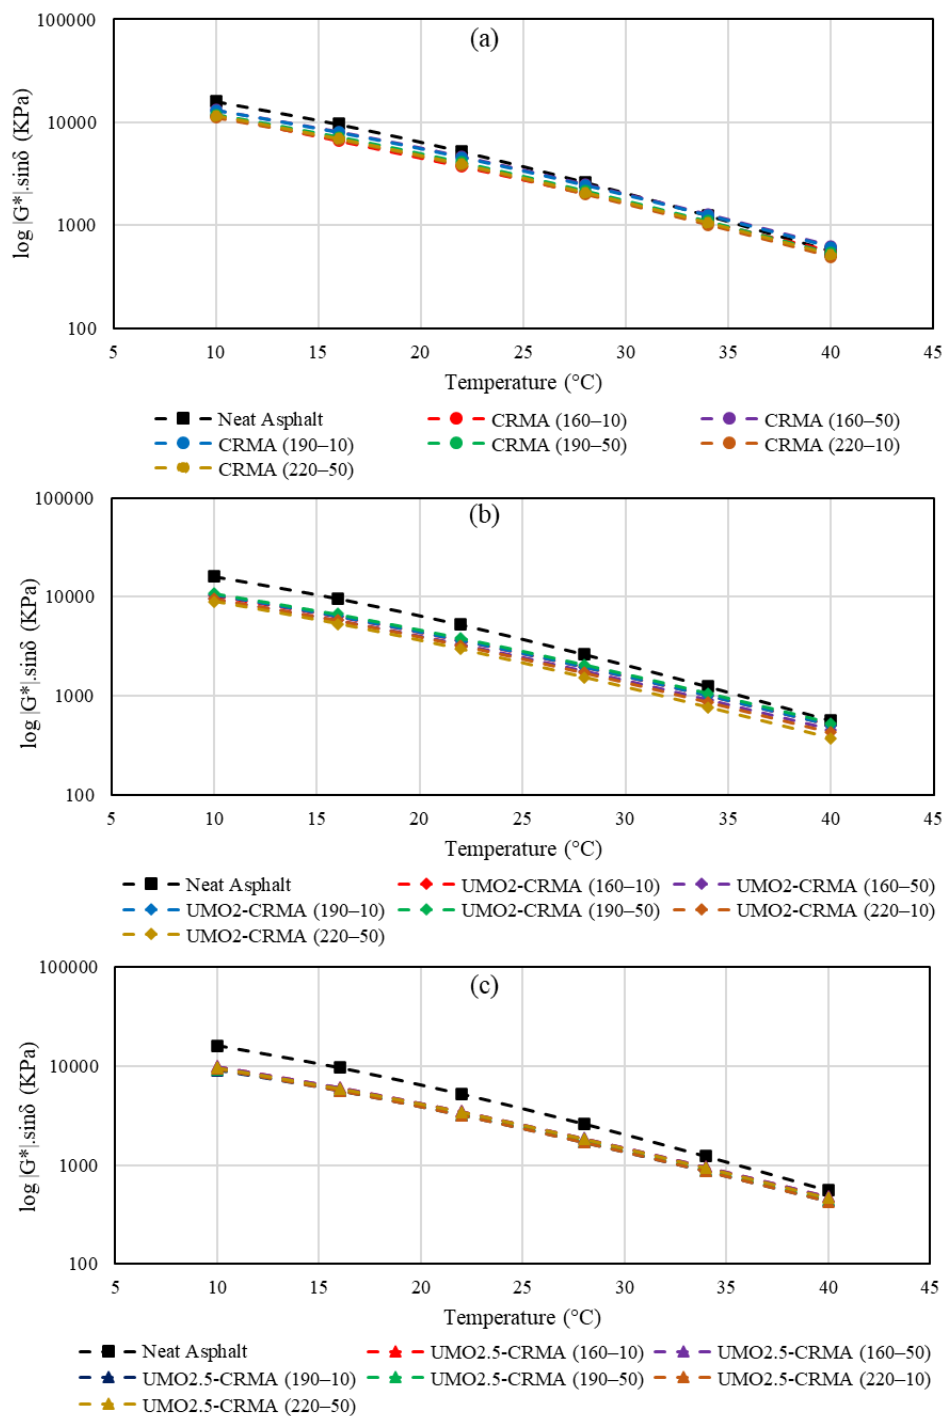 (a)
log |G*|.sinδ (KPa)
100000
10000
1000
100
5 10 15 20 25 30 35 40 45
Temperature (°C)
Neat Asphalt CRMA (160–10) CRMA (160–50)
CRMA (190–10) CRMA (190–50) CRMA (220–10)
CRMA (220–50)
(b)
log |G*|.sinδ (KPa)
100000
10000
1000
100
5 10 15 20 25 30 35 40 45
Temperature (°C)
Neat Asphalt UMO2-CRMA (160–10) UMO2-CRMA (160–50)
UMO2-CRMA (190–10) UMO2-CRMA (190–50) UMO2-CRMA (220–10)
UMO2-CRMA (220–50)
(c)
log |G*|.sinδ (KPa)
100000
10000
1000
100
5 10 15 20 25 30 35 40 45
Temperature (°C)
Neat Asphalt UMO2.5-CRMA (160–10) UMO2.5-CRMA (160–50)
UMO2.5-CRMA (190–10) UMO2.5-CRMA (190–50) UMO2.5-CRMA (220–10)
UMO2.5-CRMA (220–50)